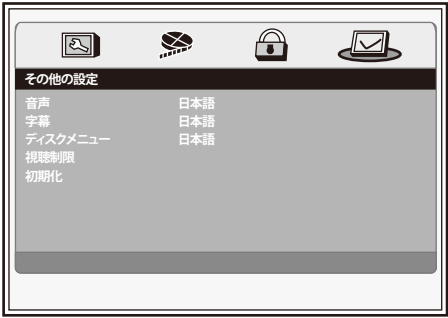 その他の設定
音声 日本語
字幕 日本語
ディスクメニュー 日本語
視聴制限
初期化